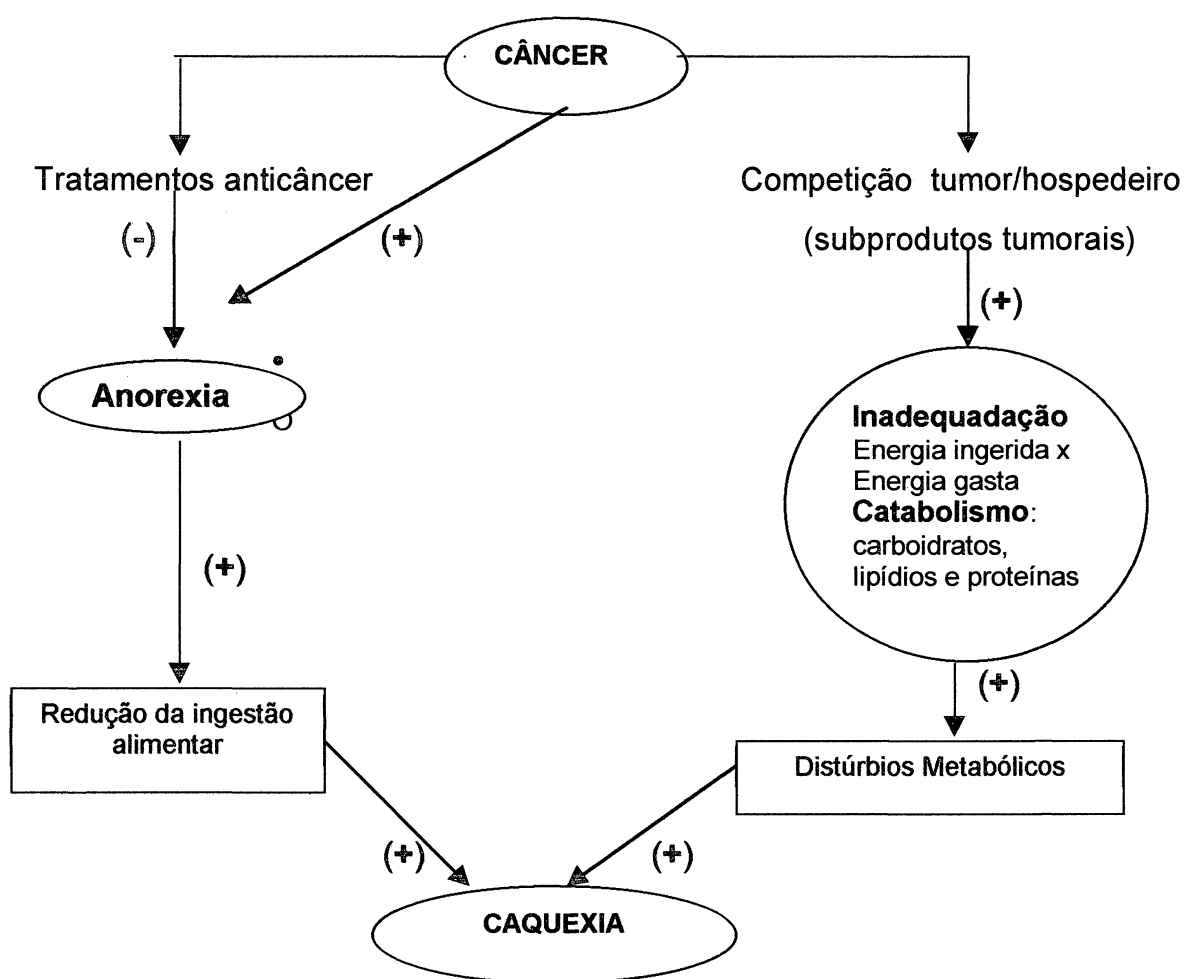 CÂNCER
Tratamentos anticâncer
Competição tumor/hospedeiro
(subprodutos tumorais)
(-)
(+)
(+)
Anorexia
Inadequadação
Energia ingerida x
Energia gasta
Catabolismo:
carboidratos,
lipídios e proteínas
(+)
(+)
Redução da ingestão
alimentar
Distúrbios Metabólicos
(+)
(+)
CAQUEXIA